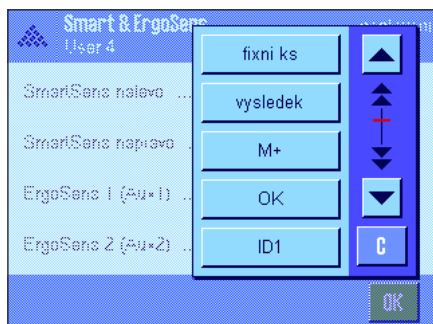 Smart & ErgoSens
User 4
SmartSens nalevo ...
SmartSens napravo
ErgoSens 1 (Aux1) ..
ErgoSens 2 (Aux2) ..
fixni ks
vysledek
M+
OK
ID1
C
OK